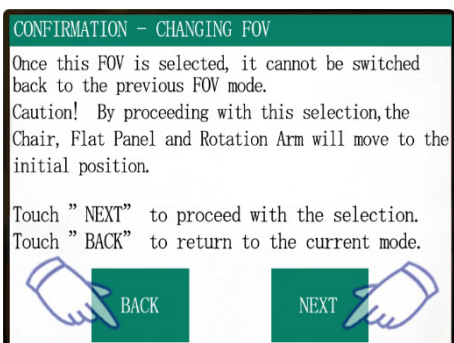 CONFIRMATION - CHANGING FOV
Once this FOV is selected, it cannot be switched
back to the previous FOV mode.
Caution! By proceeding with this selection,the
Chair, Flat Panel and Rotation Arm will move to the
initial position.
Touch ” NEXT” to proceed with the selection.
Touch ” BACK” to return to the current mode.
BACK NEXT